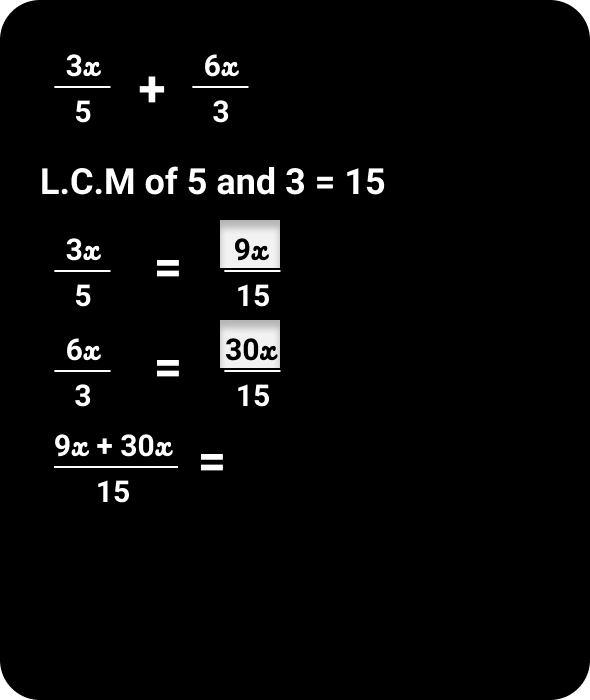 3x/5 + 6x/3
L.C.M of 5 and 3 = 15
3x/5 = 9x/15
6x/3 = 30x/15
9x + 30x/15 =